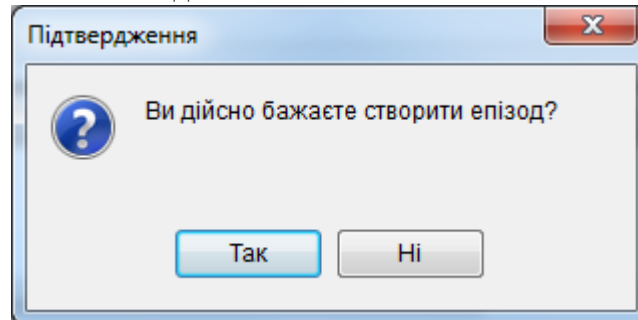 Підтвердження
Ви дійсно бажаєте створити епізод?
Так
Ні